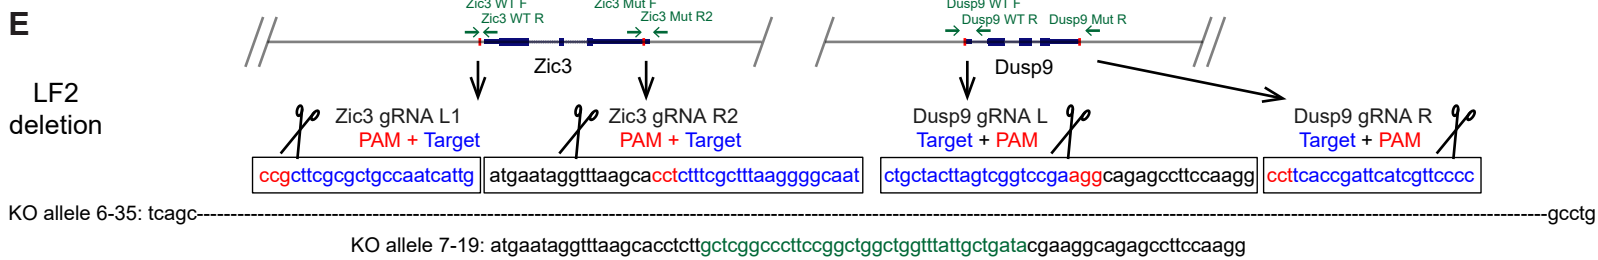 E
Zic3 WT F
Zic3 WT R
Zic3 Mut F
Zic3 Mut R2
Dusp9 WT F
Dusp9 WT R
Dusp9 Mut R
Zic3
Dusp9
LF2
deletion
Zic3 gRNA L1
PAM + Target
Zic3 gRNA R2
PAM + Target
Dusp9 gRNA L
Target + PAM
Dusp9 gRNA R
Target + PAM
ccgcttcgcgctgccaatcattg
atgaataggtttaagcacctctttcgctttaaggggcaat
ctgctacttagtcggtccgaaggcagagccttccaagg
ccttcaccgattcatcgttcccc
KO allele 6-35: tcagc-----gcctg
KO allele 7-19: atgaataggtttaagcacctcttgctcggcccttccggctggctggtttattgctgatacgaaggcagagccttccaagg